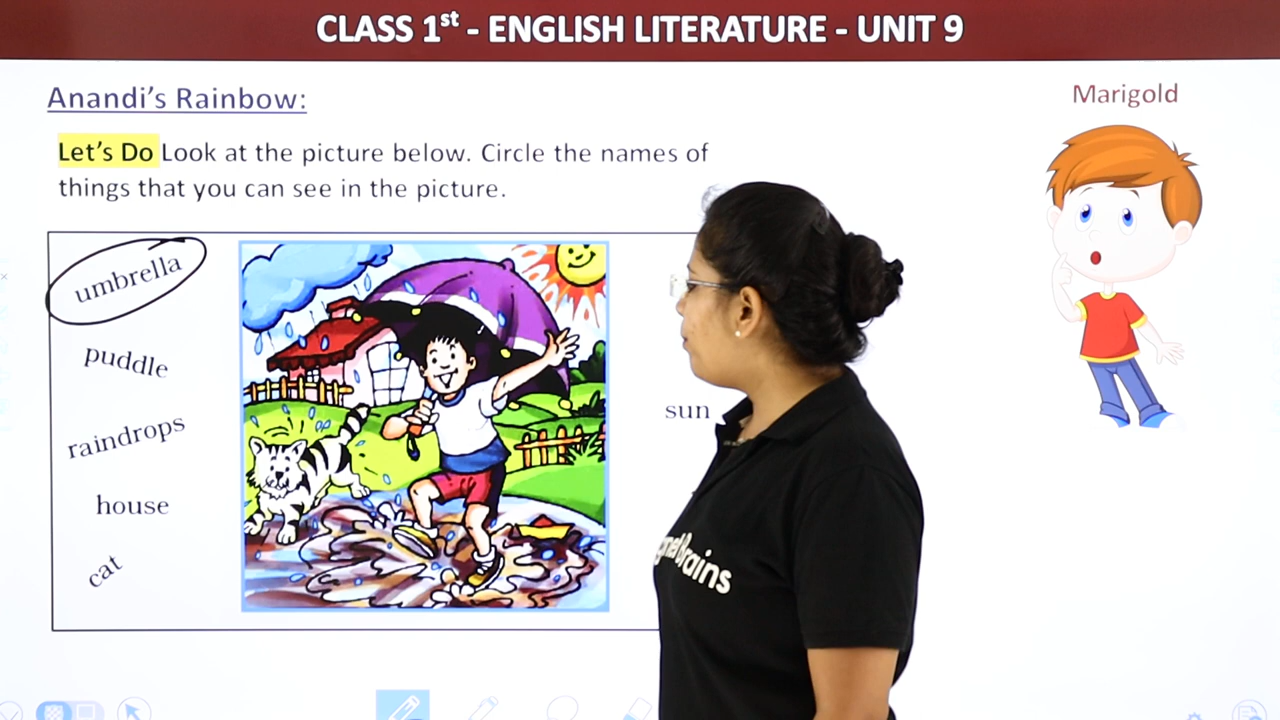 CLASS 1st - ENGLISH LITERATURE - UNIT 9
Anandi's Rainbow:
Marigold
Let's Do Look at the picture below. Circle the names of
things that you can see in the picture.
umbrella
puddle
raindrops
house
cat
sun